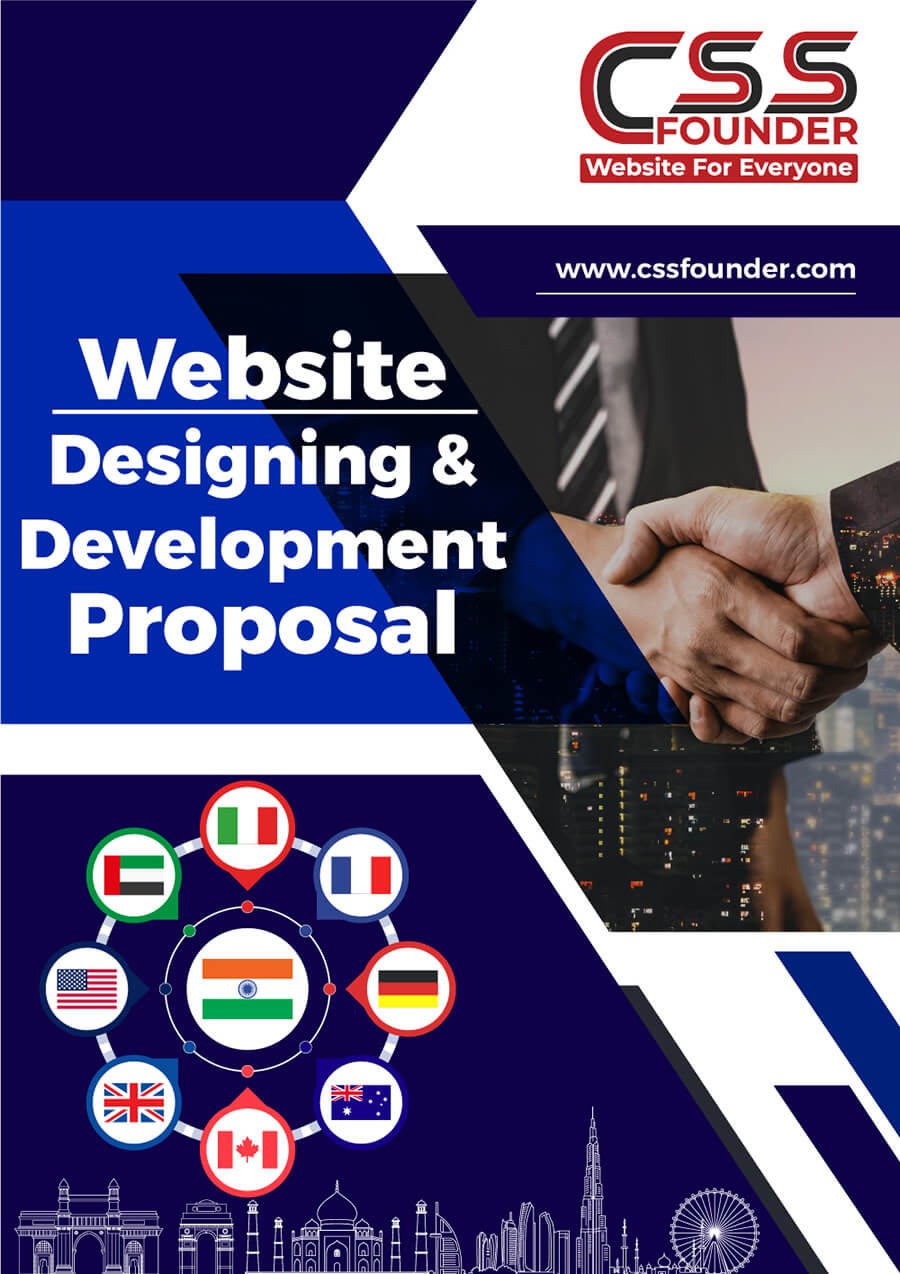 CSS
FOUNDER
Website For Everyone
www.cssfounder.com
Website
Designing &
Development
Proposal